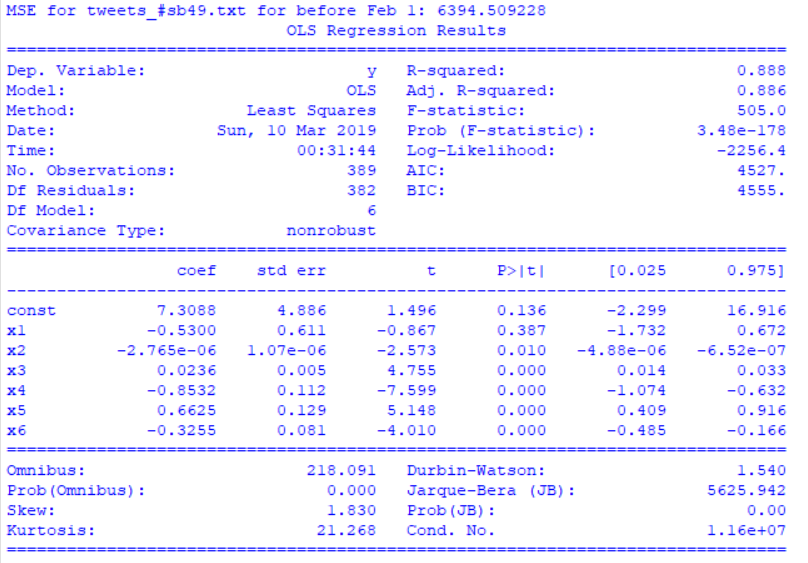 MSE for tweets_#sb49.txt for before Feb 1: 6394.509228
OLS Regression Results
==============================================================================
Dep. Variable: y R-squared: 0.888
Model: OLS Adj. R-squared: 0.886
Method: Least Squares F-statistic: 505.0
Date: Sun, 10 Mar 2019 Prob (F-statistic): 3.48e-178
Time: 00:31:44 Log-Likelihood: -2256.4
No. Observations: 389 AIC: 4527.
Df Residuals: 382 BIC: 4555.
Df Model: 6
Covariance Type: nonrobust
==============================================================================
coef std err t P>|t| [0.025 0.975]
------------------------------------------------------------------------------
const 7.3088 4.886 1.496 0.136 -2.299 16.916
x1 -0.5300 0.611 -0.867 0.387 -1.732 0.672
x2 -2.765e-06 1.07e-06 -2.573 0.010 -4.88e-06 -6.52e-07
x3 0.0236 0.005 4.755 0.000 0.014 0.033
x4 -0.8532 0.112 -7.599 0.000 -1.074 -0.632
x5 0.6625 0.129 5.148 0.000 0.409 0.916
x6 -0.3255 0.081 -4.010 0.000 -0.485 -0.166
==============================================================================
Omnibus: 218.091 Durbin-Watson: 1.540
Prob(Omnibus): 0.000 Jarque-Bera (JB): 5625.942
Skew: 1.830 Prob(JB): 0.00
Kurtosis: 21.268 Cond. No. 1.16e+07
==============================================================================